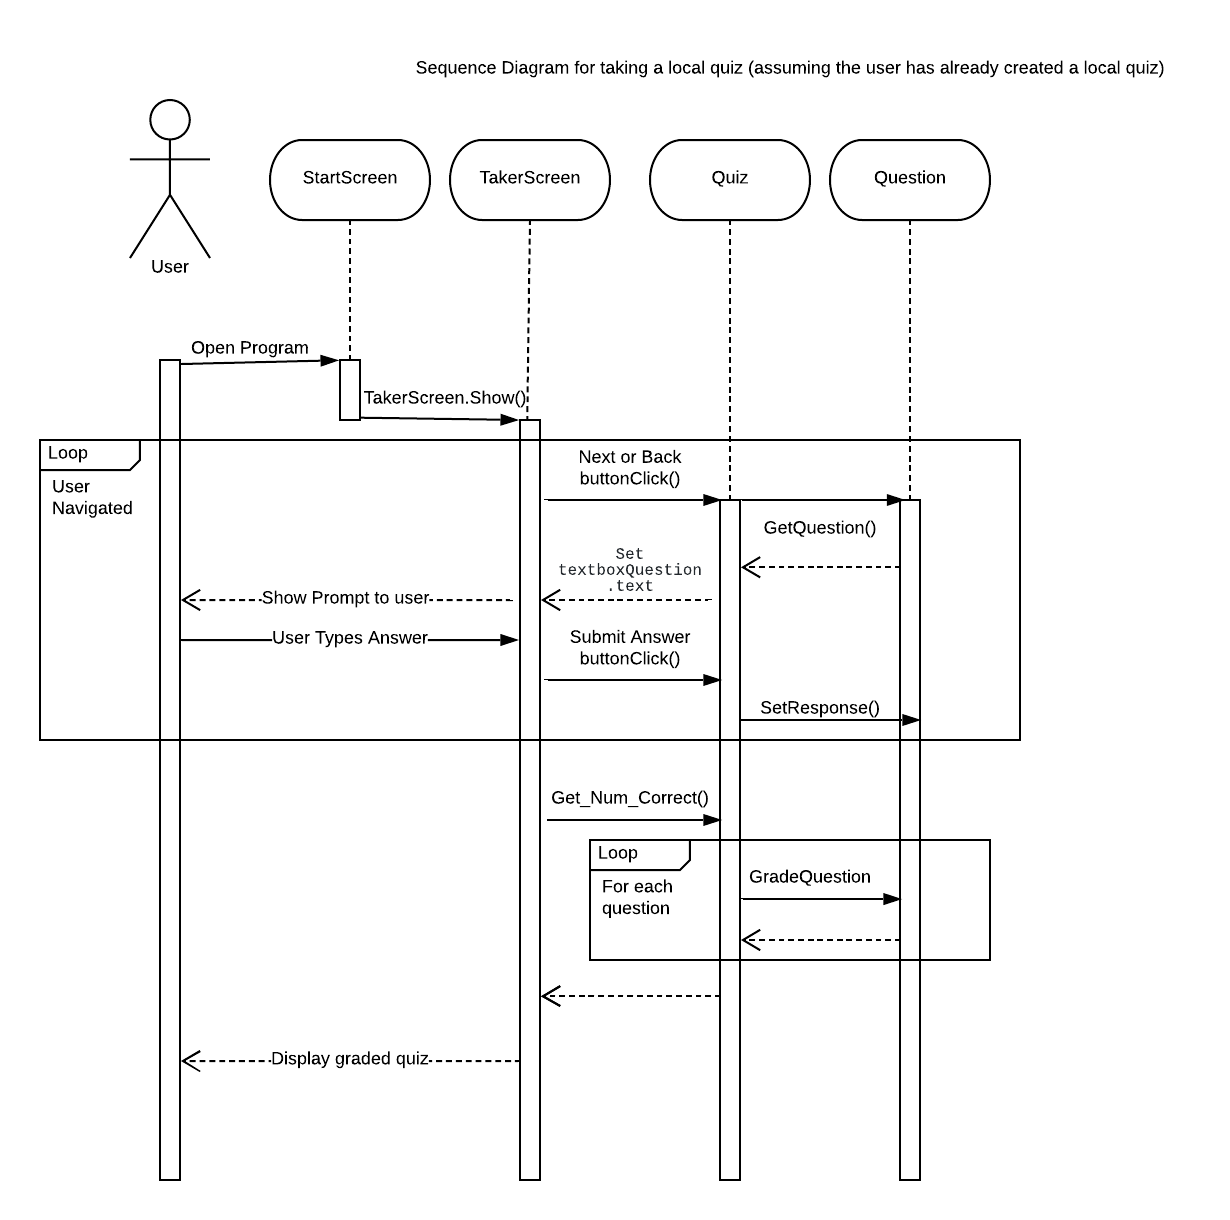 Sequence Diagram for taking a local quiz (assuming the user has already created a local quiz)
StartScreen
TakerScreen
Quiz
Question
User
Open Program
TakerScreen.Show()
Loop
User
Navigated
Next or Back
buttonClick()
GetQuestion()
Set
textboxQuestion
.text
Show Prompt to user
User Types Answer
Submit Answer
buttonClick()
SetResponse()
Get_Num_Correct()
Loop
For each
question
GradeQuestion
Display graded quiz